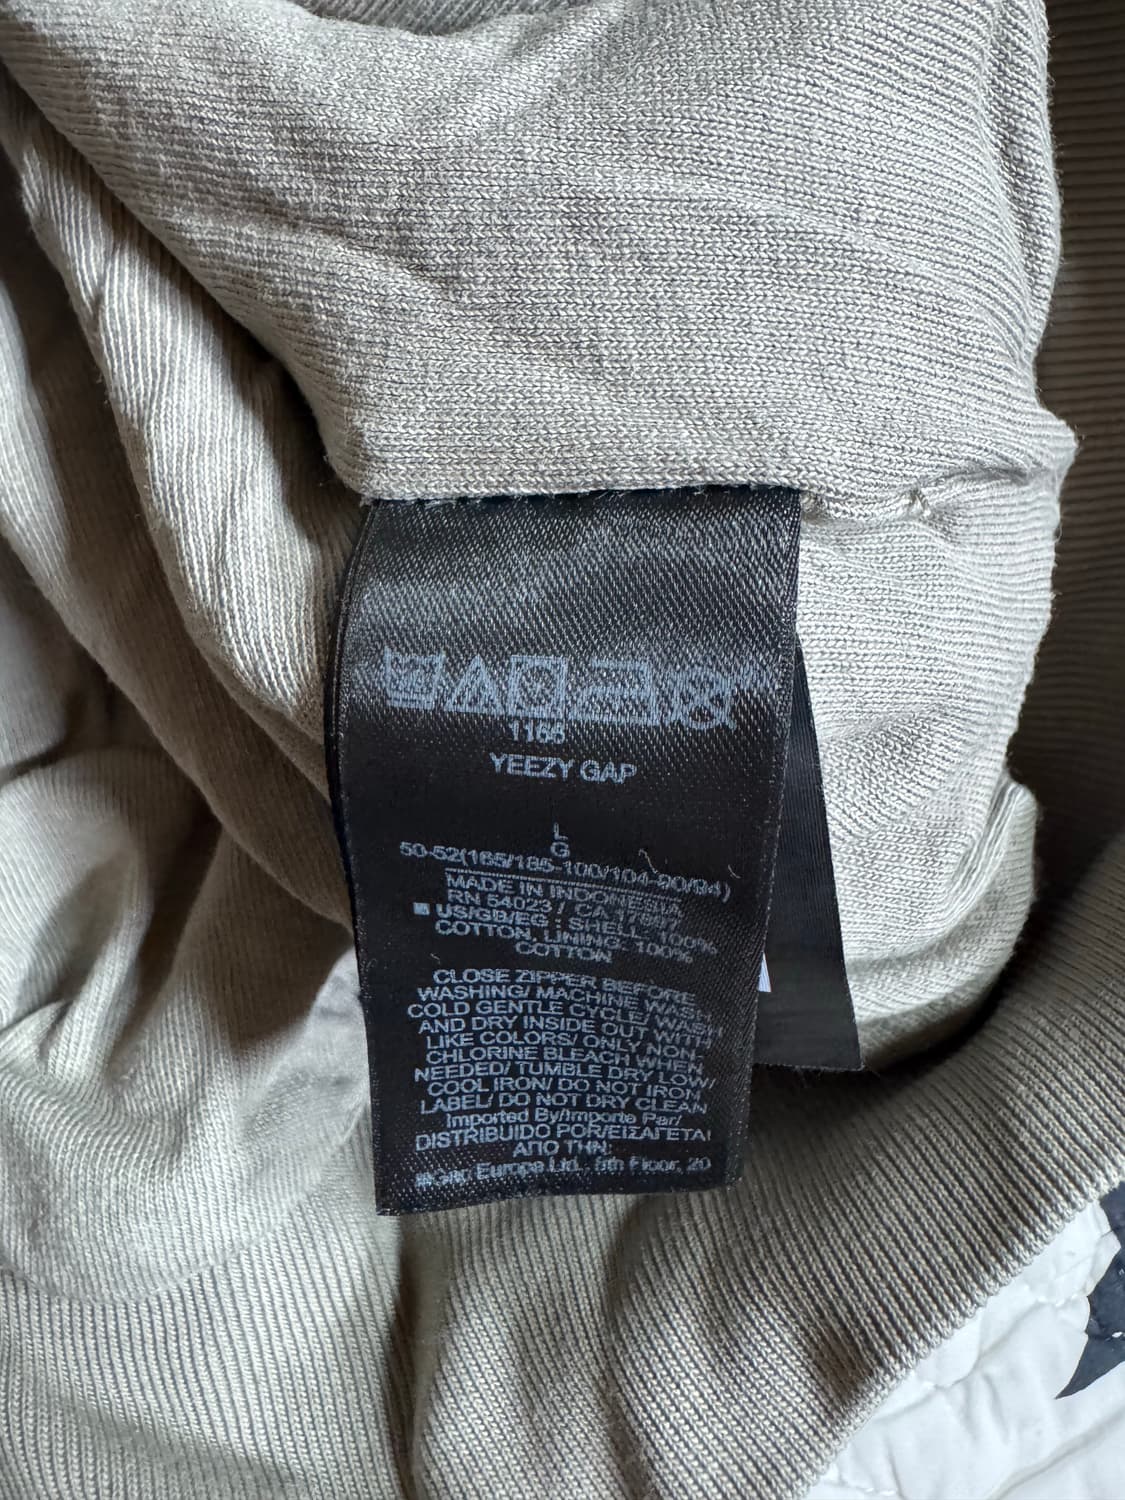 1166
YEEZY GAP
L
G
50-52(165/185-100/104-90/94)
MADE IN INDONESIA
RN 54023/ CA
US/GB/EG : SHELL: 100%
COTTON, LINING: 100%
COTTON
CLOSE ZIPPER BEFORE
WASHING/ MACHINE WASH
COLD GENTLE CYCLE/ WASH
AND DRY INSIDE OUT WITH
LIKE COLORS/ ONLY NON-
CHLORINE BLEACH WHEN
NEEDED/ TUMBLE DRY LOW/
COOL IRON/ DO NOT IRON
LABEL/ DO NOT DRY CLEAN
Imported By/Importe Par/
DISTRIBUIDO POR/ΕΙΣΑΓΕΤΑΙ
ΑΠΟ ΤΗΝ:
Europe Ltd., 5th Floor, 20